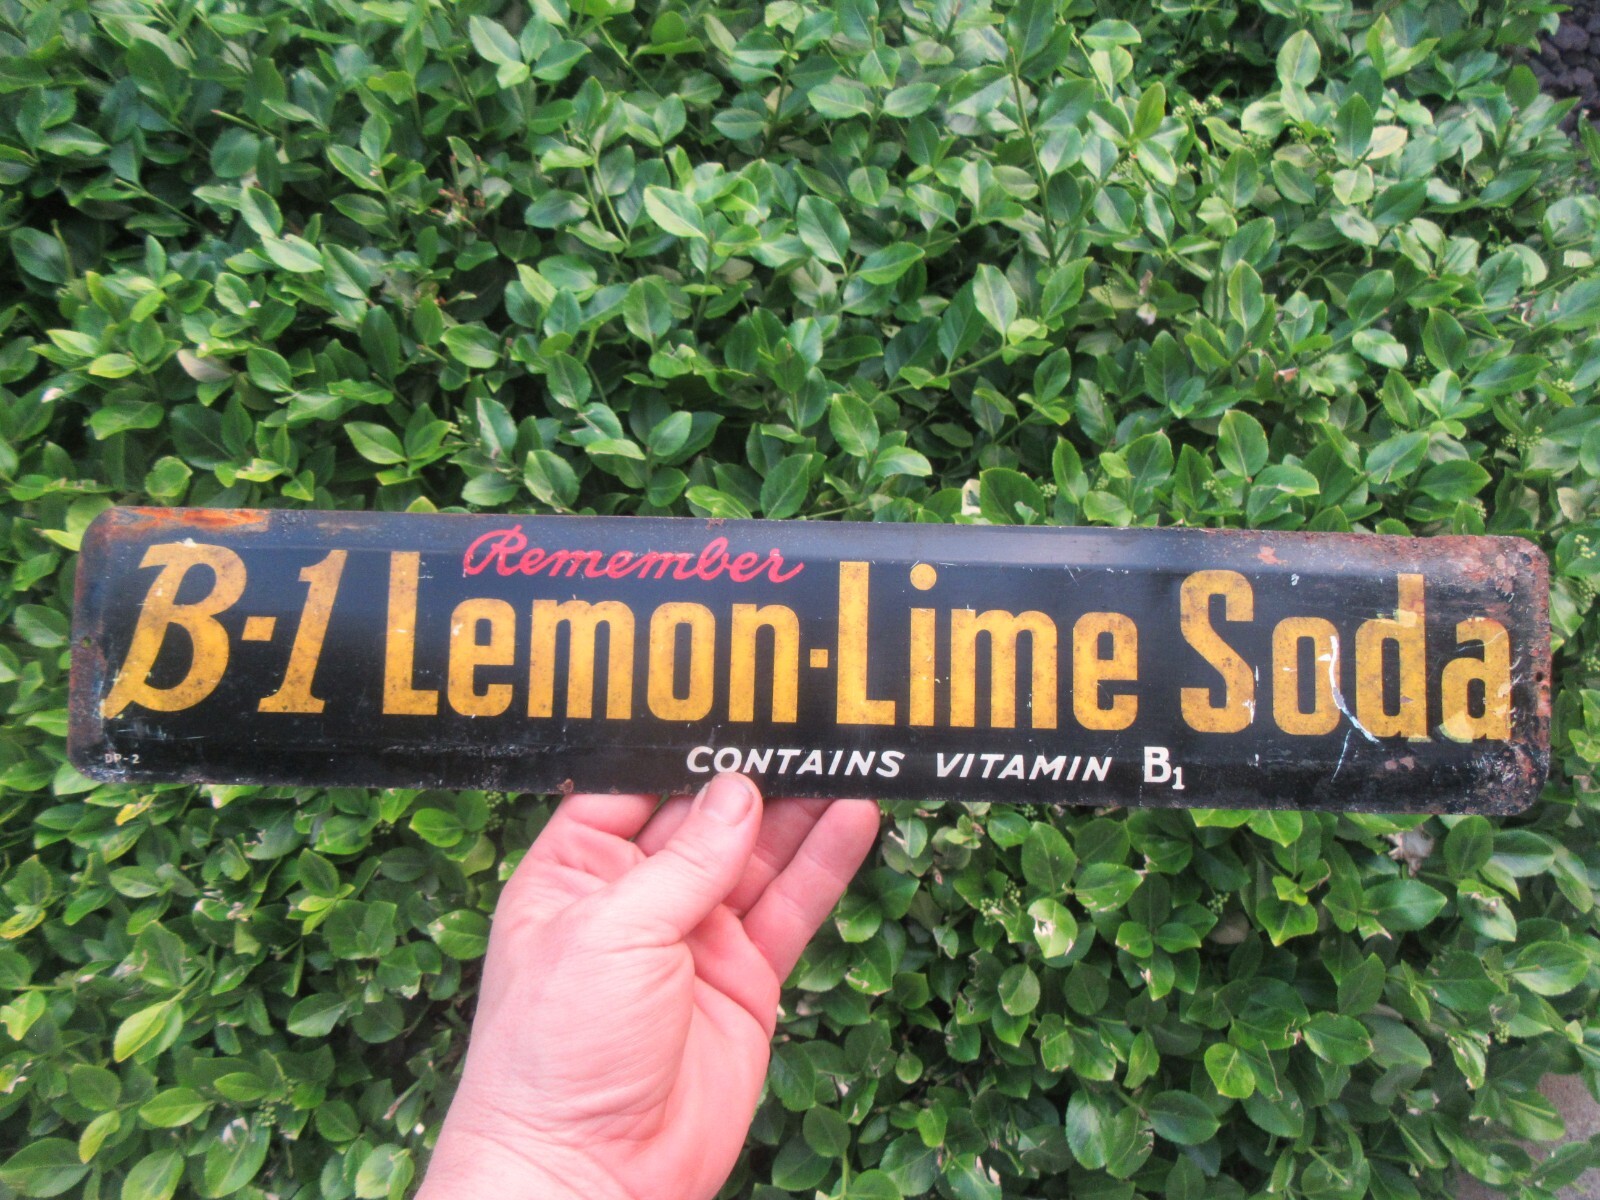 Remember
B-1 Lemon-Lime Soda
CONTAINS VITAMIN B₁
DP-2